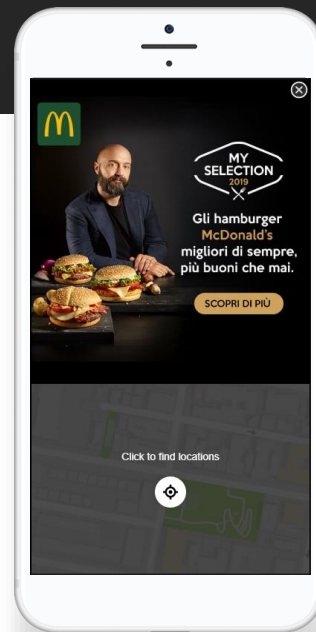 MY
SELECTION
2019
Gli hamburger
McDonald's
migliori di sempre,
più buoni che mai.
SCOPRI DI PIÙ
Click to find locations